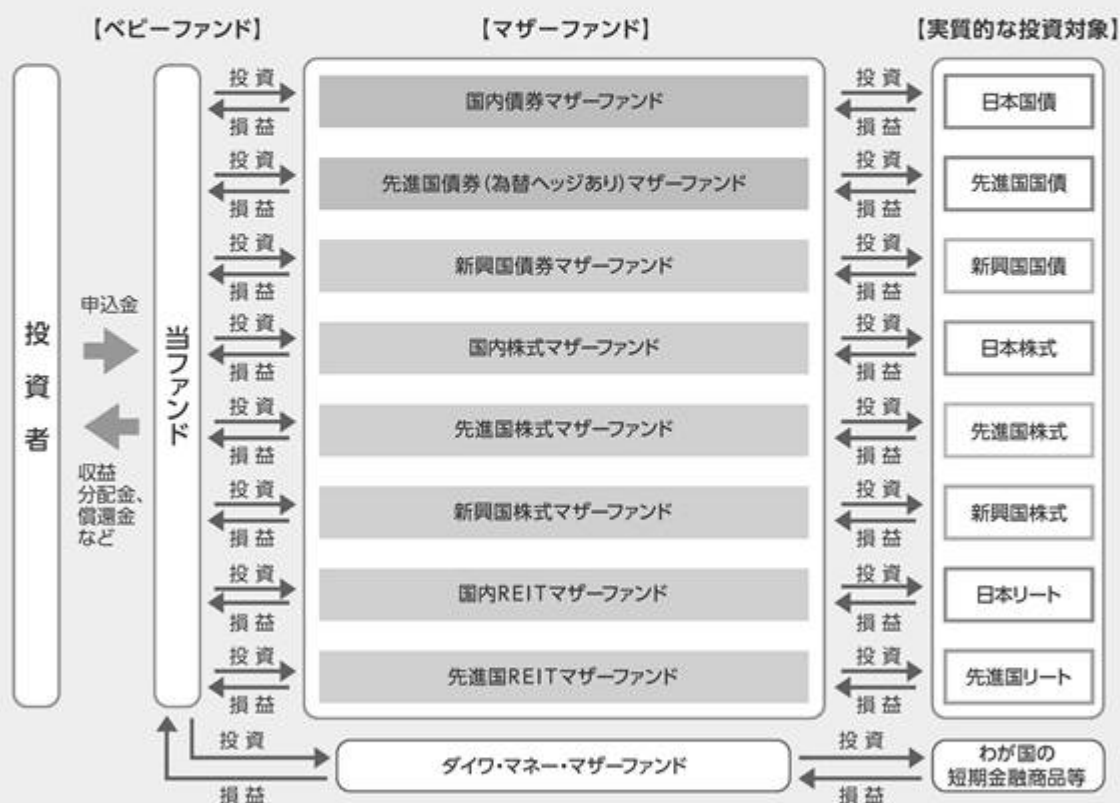 【ベビーファンド】
【マザーファンド】
【実質的な投資対象】
投資者
申込金
収益
分配金、
償還金
など
当ファンド
投資
損益
国内債券マザーファンド
投資
損益
日本国債
投資
損益
先進国債券(為替ヘッジあり)マザーファンド
投資
損益
先進国国債
投資
損益
新興国債券マザーファンド
投資
損益
新興国国債
投資
損益
国内株式マザーファンド
投資
損益
日本株式
投資
損益
先進国株式マザーファンド
投資
損益
先進国株式
投資
損益
新興国株式マザーファンド
投資
損益
新興国株式
投資
損益
国内REITマザーファンド
投資
損益
日本リート
投資
損益
先進国REITマザーファンド
投資
損益
先進国リート
投資
損益
ダイワ・マネー・マザーファンド
投資
損益
わが国の
短期金融商品等